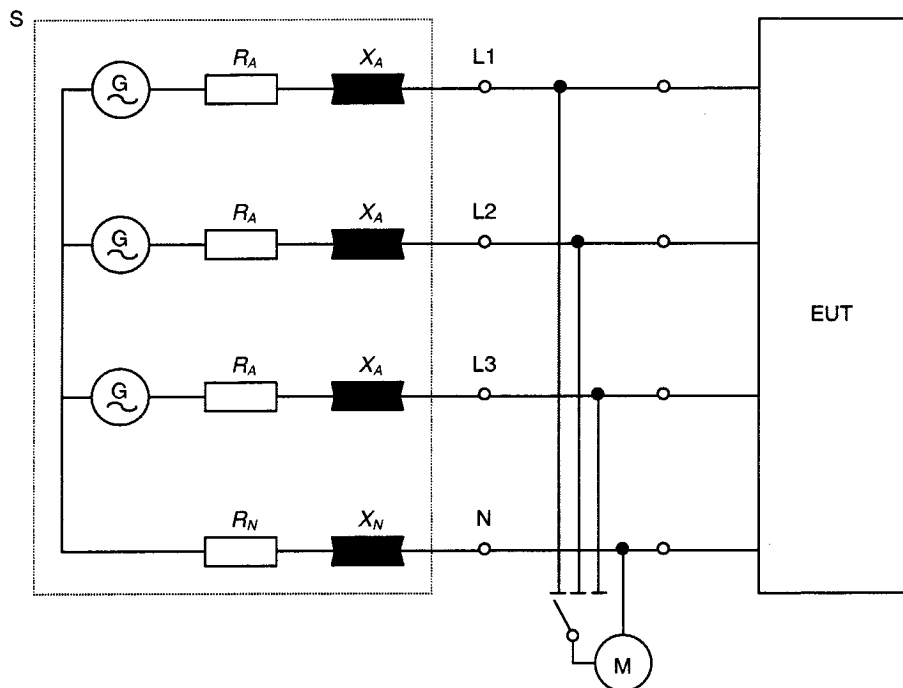 S
G R_A X_A L1
G R_A X_A L2
EUT
G R_A X_A L3
R_N X_N N
M